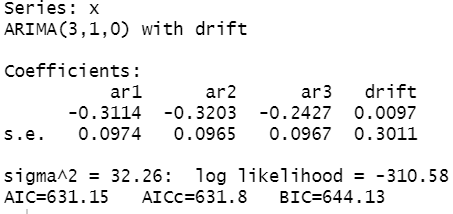 Series: x
ARIMA(3,1,0) with drift
Coefficients:
ar1 ar2 ar3 drift
-0.3114 -0.3203 -0.2427 0.0097
s.e. 0.0974 0.0965 0.0967 0.3011
sigma^2 = 32.26: log likelihood = -310.58
AIC=631.15 AICc=631.8 BIC=644.13